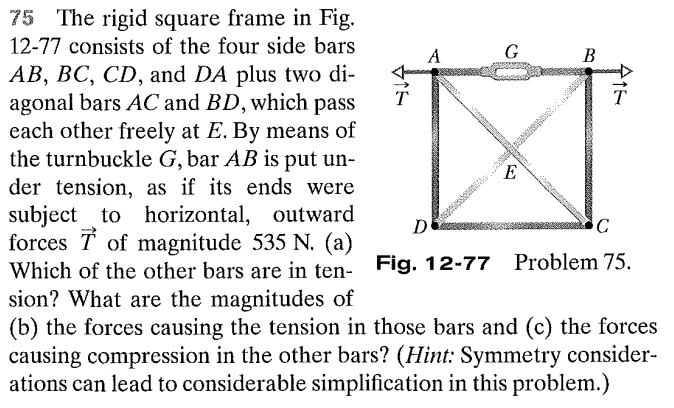 75 The rigid square frame in Fig.
12-77 consists of the four side bars
AB, BC, CD, and DA plus two di-
agonal bars AC and BD, which pass
each other freely at E. By means of
the turnbuckle G, bar AB is put un-
der tension, as if its ends were
subject to horizontal, outward
forces T⃗ of magnitude 535 N. (a)
Which of the other bars are in ten-
sion? What are the magnitudes of
(b) the forces causing the tension in those bars and (c) the forces
causing compression in the other bars? (Hint: Symmetry consider-
ations can lead to considerable simplification in this problem.)
A G B
T⃗ T⃗
E
D C
Fig. 12-77 Problem 75.